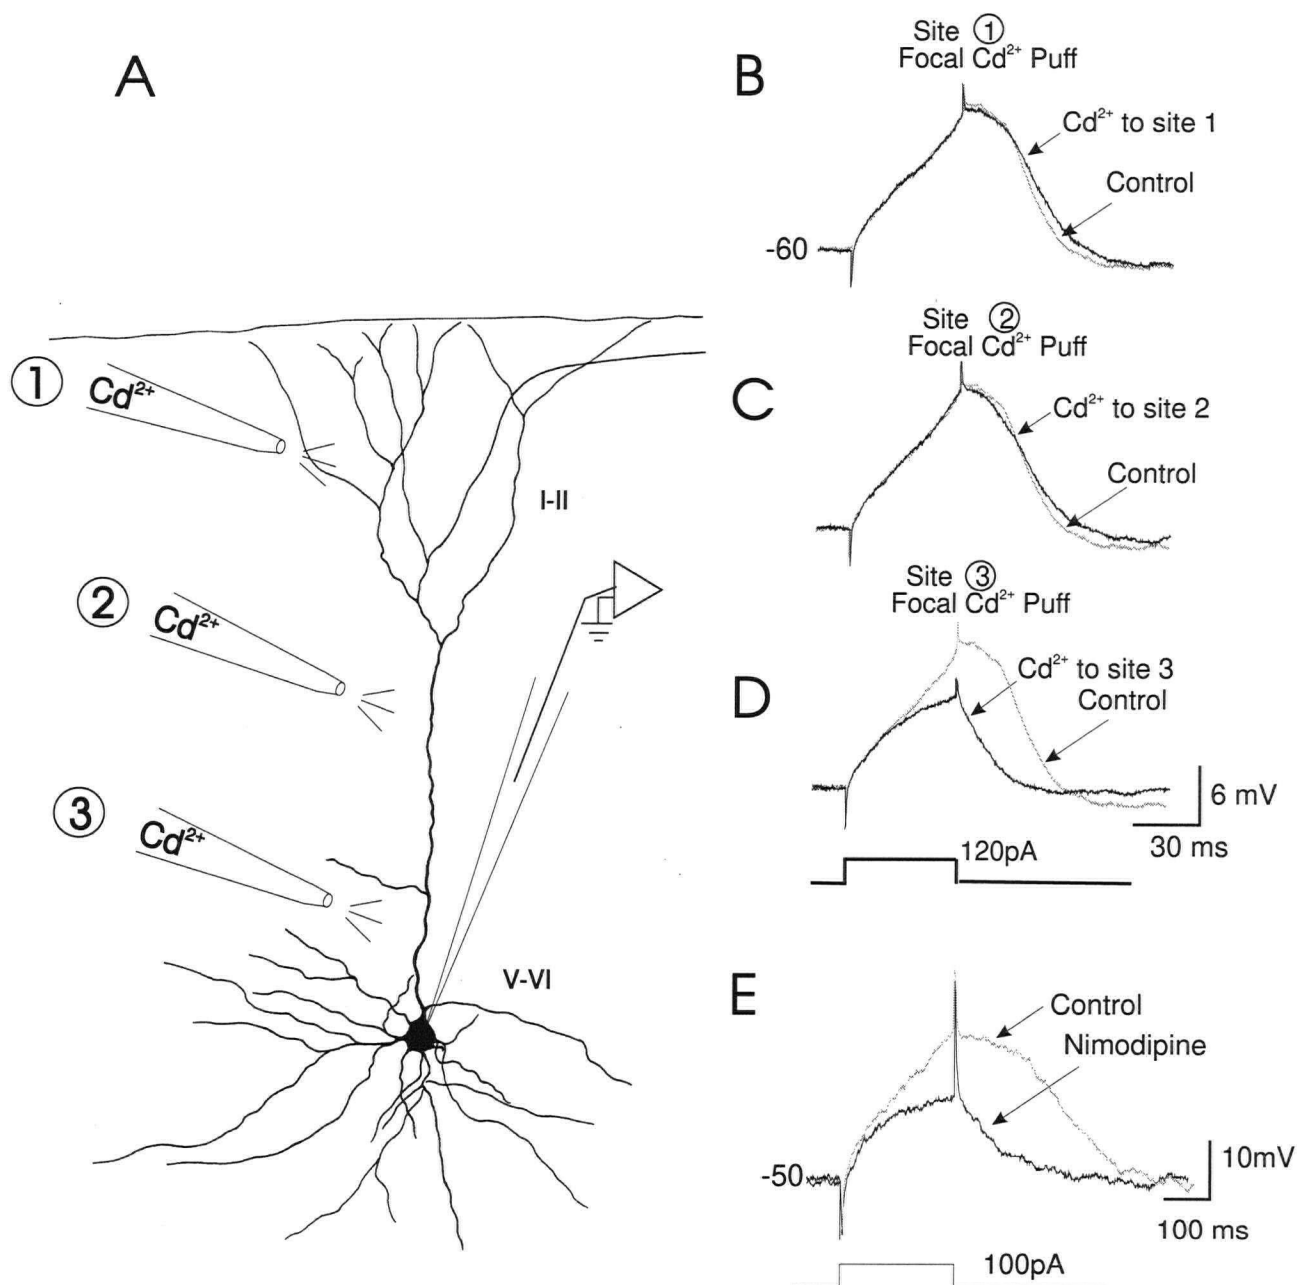 A
① Cd²⁺
② Cd²⁺
③ Cd²⁺
I-II
V-VI
B
Site ①
Focal Cd²⁺ Puff
Cd²⁺ to site 1
Control
-60
C
Site ②
Focal Cd²⁺ Puff
Cd²⁺ to site 2
Control
D
Site ③
Focal Cd²⁺ Puff
Cd²⁺ to site 3
Control
6 mV
30 ms
120pA
E
Control
Nimodipine
-50
10mV
100 ms
100pA